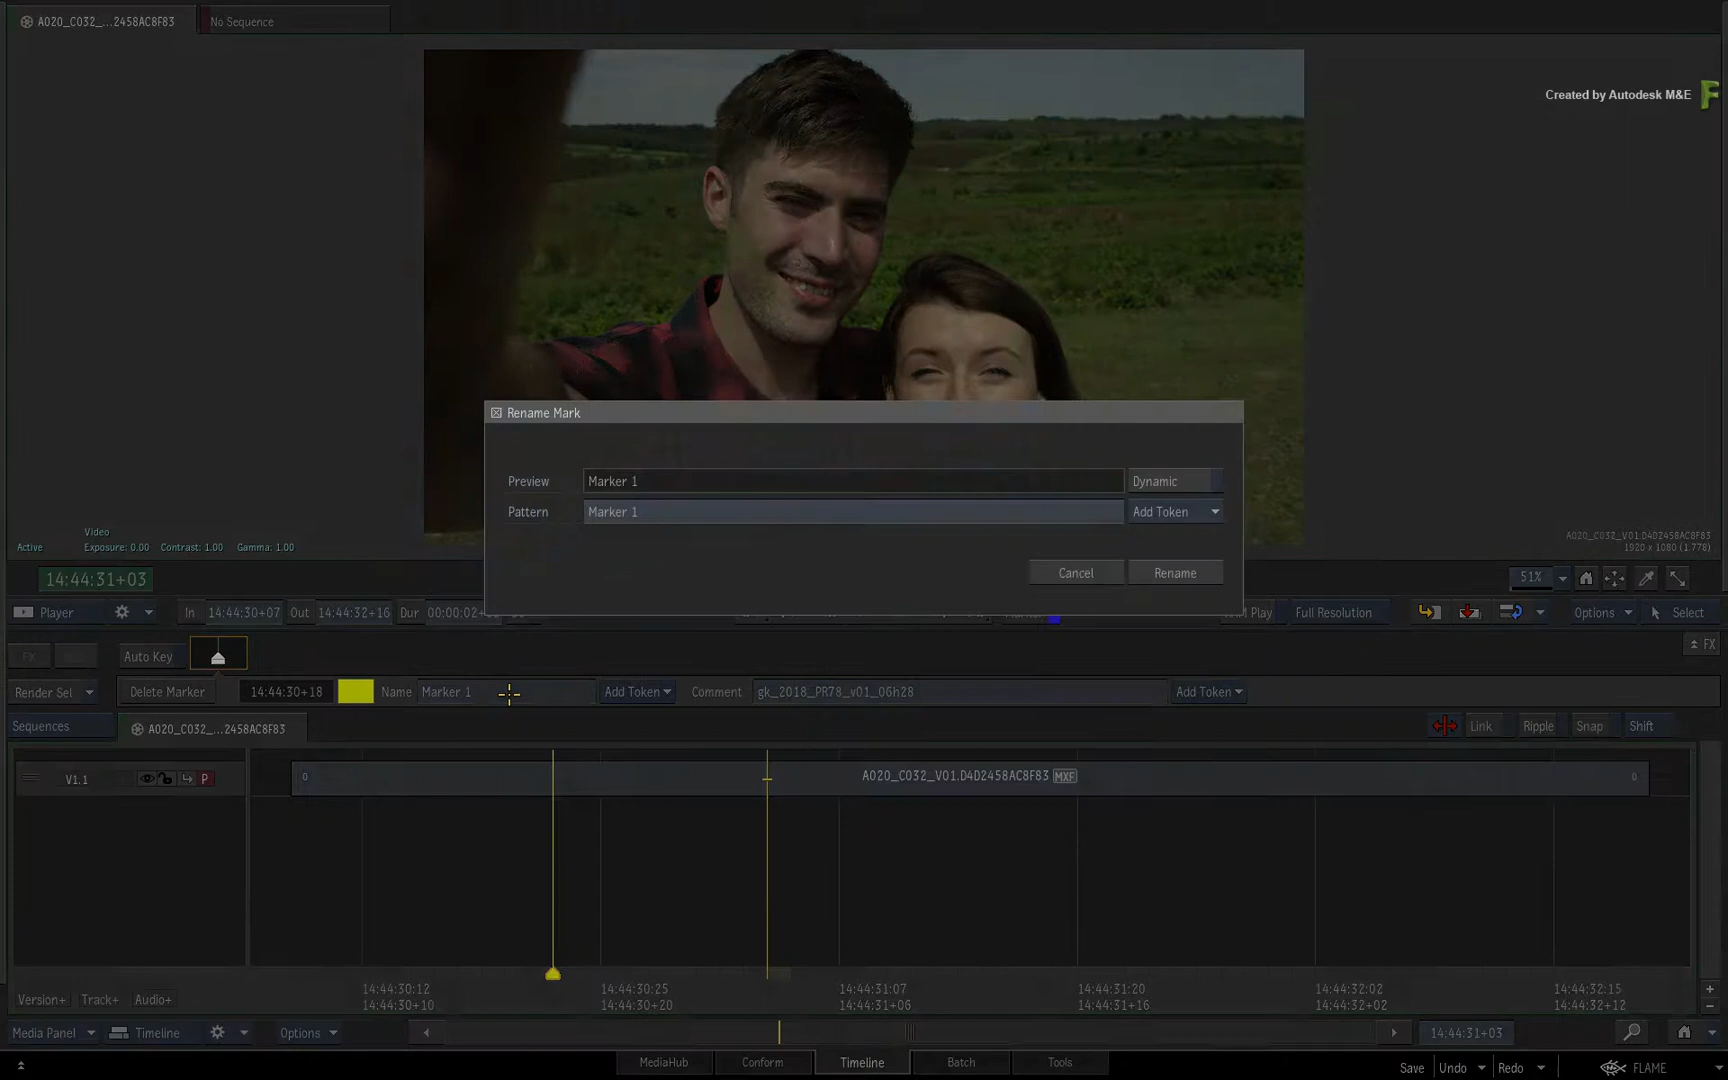 A020_C032_...2458AC8F83
No Sequence
Created by Autodesk M&E
Rename Mark
Preview Marker 1 Dynamic
Pattern Marker 1 Add Token
Cancel Rename
Video
Active Exposure: 0.00 Contrast: 1.00 Gamma: 1.00
A020_C032_V01.D4D2458AC8F83
1920 x 1080 (1.778)
14:44:31+03
51%
Player In 14:44:30+07 Out 14:44:32+16 Dur 00:00:02+ Play Full Resolution Options Select
Auto Key FX
Render Sel Delete Marker 14:44:30+18 Name Marker 1 Add Token Comment gk_2018_PR78_v01_06h28 Add Token
Sequences A020_C032_...2458AC8F83 Link Ripple Snap Shift
V1.1 P 0 A020_C032_V01.D4D2458AC8F83 MXF 0
14:44:30:12 14:44:30:25 14:44:31:07 14:44:31:20 14:44:32:02 14:44:32:15
Version+ Track+ Audio+ 14:44:30+10 14:44:30+20 14:44:31+06 14:44:31+16 14:44:32+02 14:44:32+12
Media Panel Timeline Options 14:44:31+03
MediaHub Conform Timeline Batch Tools
Save Undo Redo FLAME